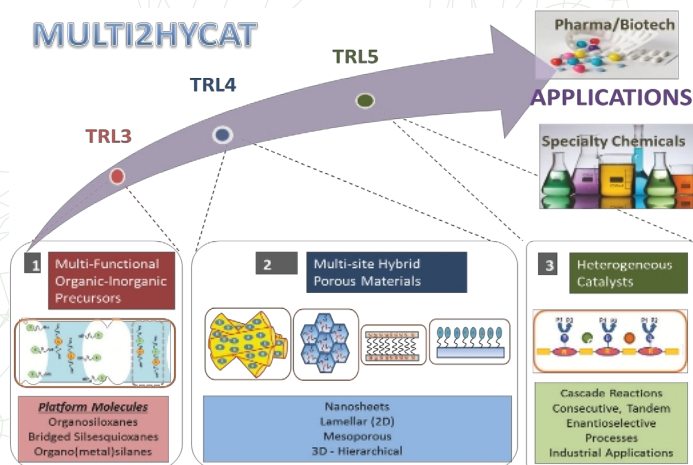 MULTI2HYCAT
Pharma/Biotech
TRL5
TRL4
APPLICATIONS
TRL3
Specialty Chemicals
1
Multi-Functional
Organic-Inorganic
Precursors
2
Multi-site Hybrid
Porous Materials
3
Heterogeneous
Catalysts
Platform Molecules
Organosiloxanes
Bridged Silsesquioxanes
Organo(metal)silanes
Nanosheets
Lamellar (2D)
Mesoporous
3D - Hierarchical
Cascade Reactions
Consecutive, Tandem
Enantioselective
Processes
Industrial Applications